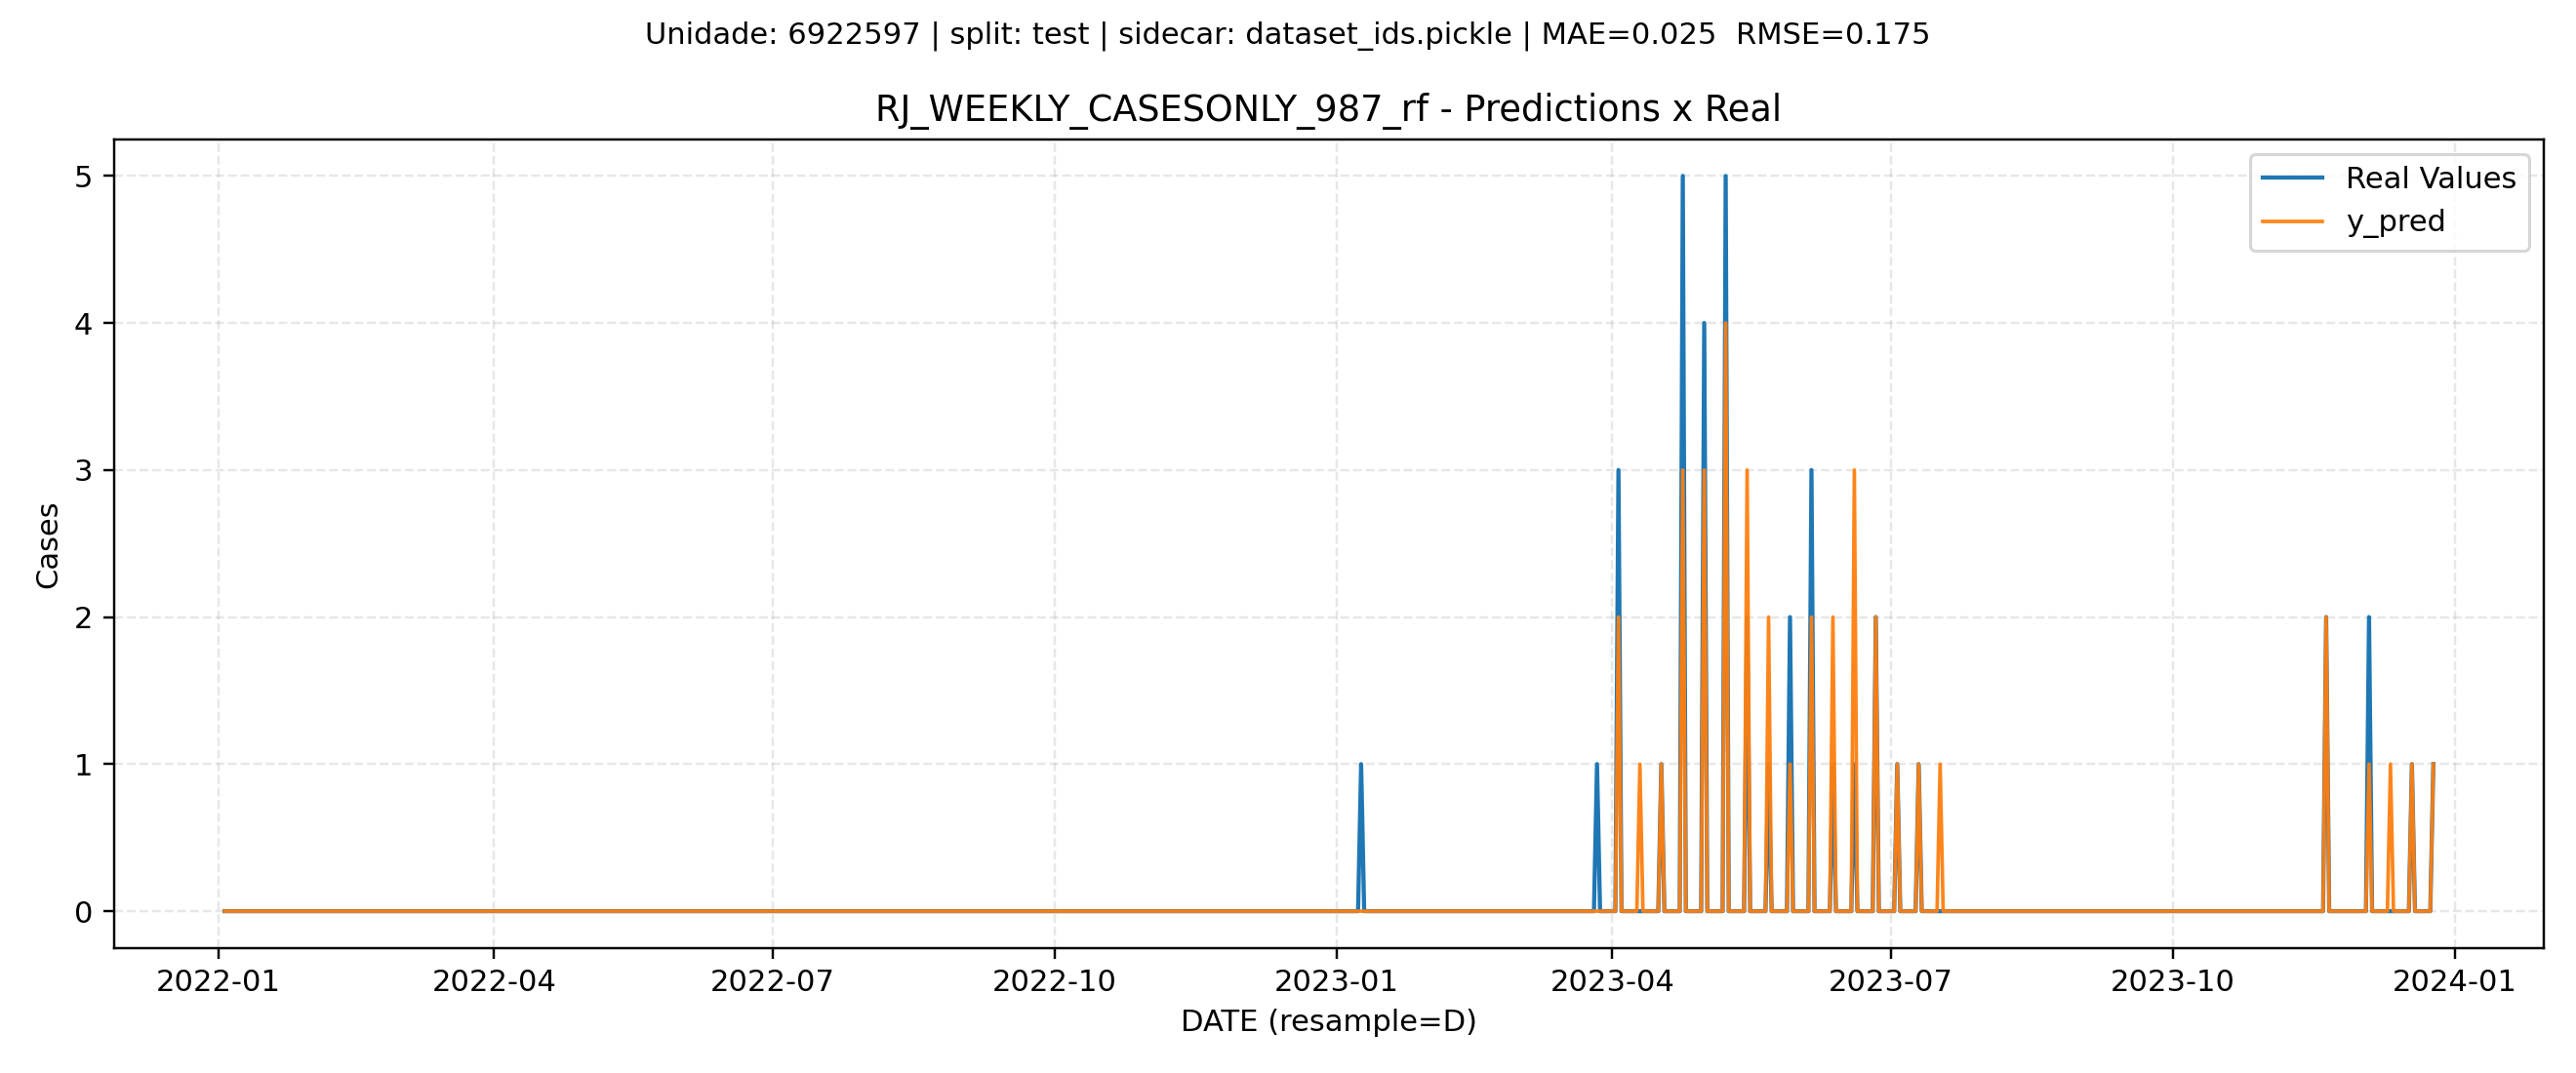 Unidade: 6922597 | split: test | sidecar: dataset_ids.pickle | MAE=0.025  RMSE=0.175
RJ_WEEKLY_CASESONLY_987_rf - Predictions x Real
Real Values
y_pred
5
4
3
2
1
0
Cases
2022-01
2022-04
2022-07
2022-10
2023-01
2023-04
2023-07
2023-10
2024-01
DATE (resample=D)